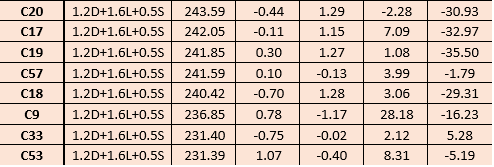 C20 1.2D+1.6L+0.5S 243.59 -0.44 1.29 -2.28 -30.93
C17 1.2D+1.6L+0.5S 242.05 -0.11 1.15 7.09 -32.97
C19 1.2D+1.6L+0.5S 241.85 0.30 1.27 1.08 -35.50
C57 1.2D+1.6L+0.5S 241.59 0.10 -0.13 3.99 -1.79
C18 1.2D+1.6L+0.5S 240.42 -0.70 1.28 3.06 -29.31
C9 1.2D+1.6L+0.5S 236.85 0.78 -1.17 28.18 -16.23
C33 1.2D+1.6L+0.5S 231.40 -0.75 -0.02 2.12 5.28
C53 1.2D+1.6L+0.5S 231.39 1.07 -0.40 8.31 -5.19